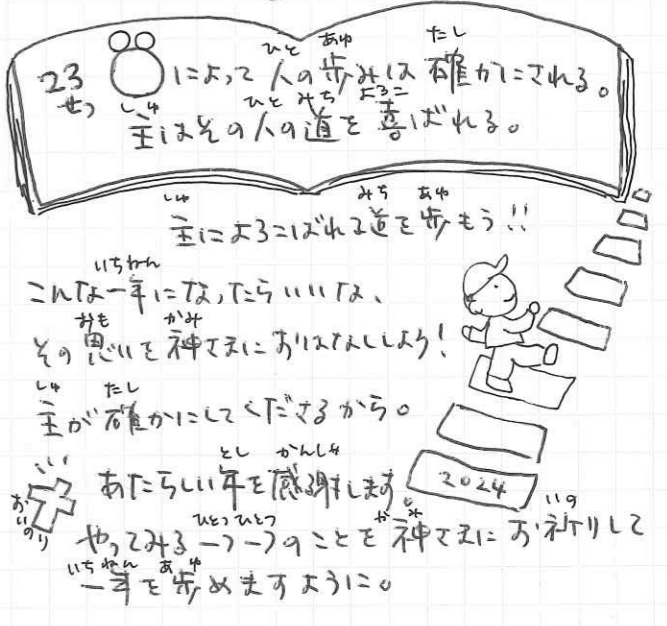 23せつ によって人の歩みは確かにされる。
主はその人の道を喜ばれる。
主によろこばれる道を歩もう!!
こんな一年になったらいいな、
その思いを神さまにおはなししよう!
主が確かにしてくださるから。
2024
おいのり
あたらしい年を感謝します。
やってみる一つ一つのことを神さまにお祈りして
一年を歩めますように。